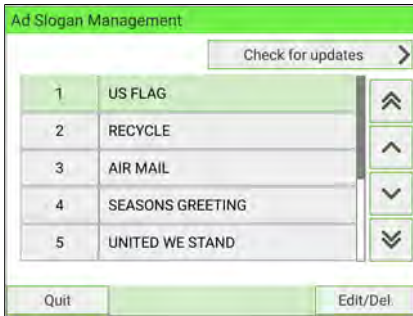 Ad Slogan Management
Check for updates
1 US FLAG
2 RECYCLE
3 AIR MAIL
4 SEASONS GREETING
5 UNITED WE STAND
Quit Edit/Del